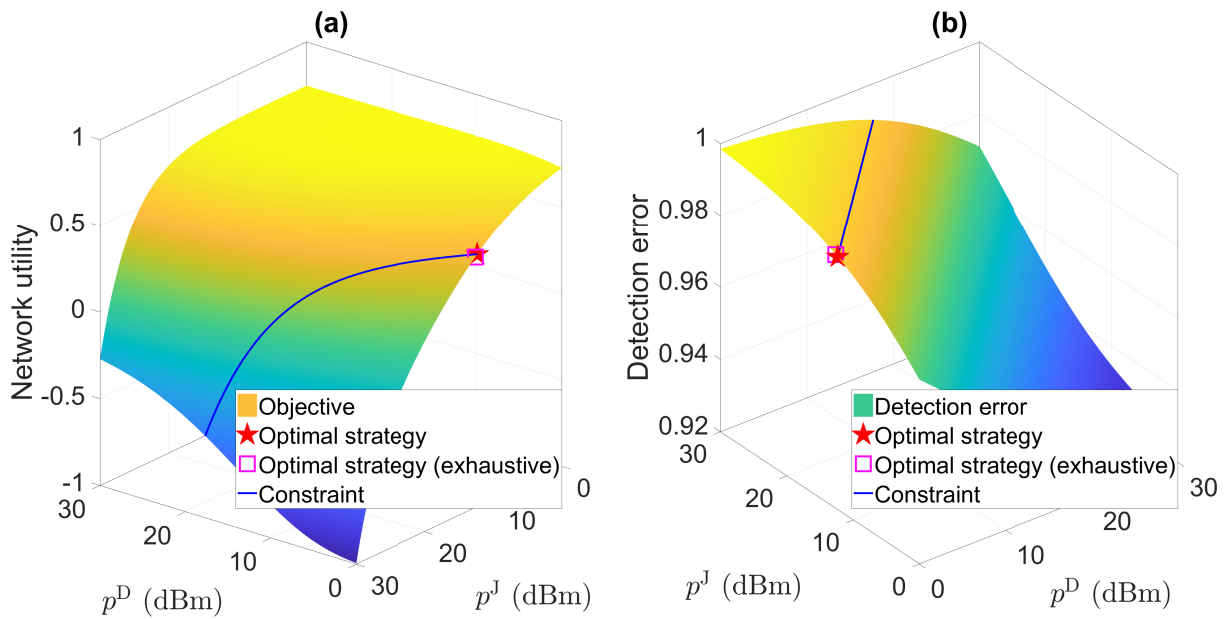 (a)
Network utility
1
0.5
0
-0.5
-1
30
20
10
0
30
20
10
0
p^D (dBm)
p^J (dBm)
Objective
Optimal strategy
Optimal strategy (exhaustive)
Constraint
(b)
Detection error
1
0.98
0.96
0.94
0.92
30
20
10
0
0
10
20
30
p^J (dBm)
p^D (dBm)
Detection error
Optimal strategy
Optimal strategy (exhaustive)
Constraint